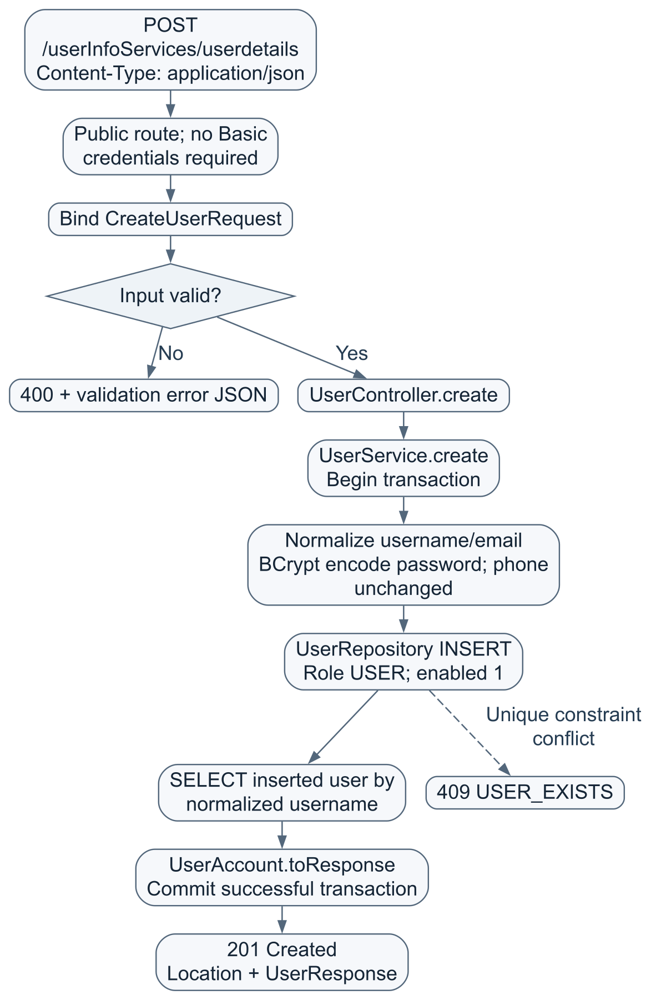 POST
/userInfoServices/userdetails
Content-Type: application/json
Public route; no Basic
credentials required
Bind CreateUserRequest
Input valid?
No
Yes
400 + validation error JSON
UserController.create
UserService.create
Begin transaction
Normalize username/email
BCrypt encode password; phone
unchanged
UserRepository INSERT
Role USER; enabled 1
Unique constraint
conflict
SELECT inserted user by
normalized username
409 USER_EXISTS
UserAccount.toResponse
Commit successful transaction
201 Created
Location + UserResponse